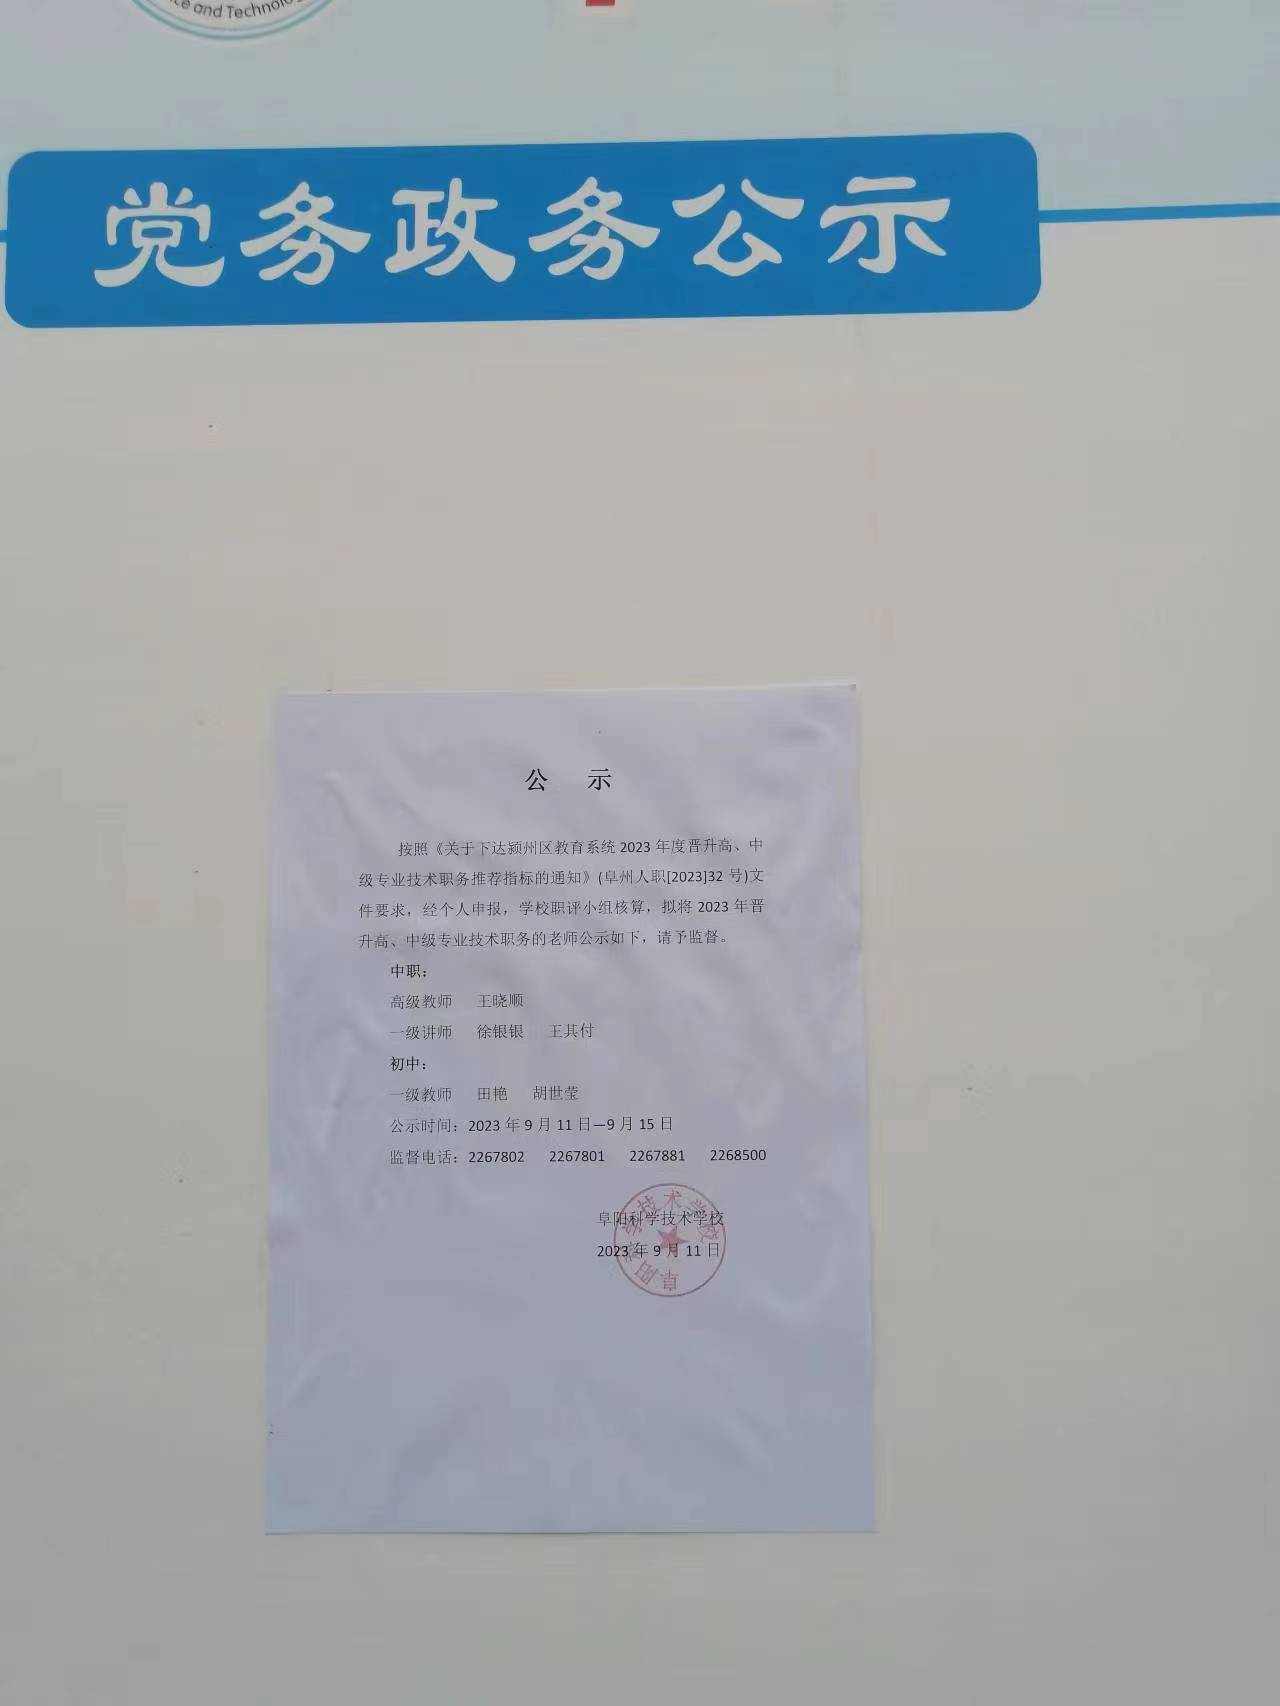 ce and Technolo
党务政务公示
公 示
按照《关于下达颍州区教育系统 2023 年度晋升高、中
级专业技术职务推荐指标的通知》(阜州人职[2023]32 号)文
件要求，经个人申报，学校职评小组核算，拟将 2023 年晋
升高、中级专业技术职务的老师公示如下，请予监督。
中职：
高级教师 王晓顺
一级讲师 徐银银 王其付
初中：
一级教师 田艳 胡世莹
公示时间：2023 年 9 月 11 日—9 月 15 日
监督电话：2267802 2267801 2267881 2268500
阜阳科学技术学校
2023 年 9 月 11 日
阜阳科学技术学校